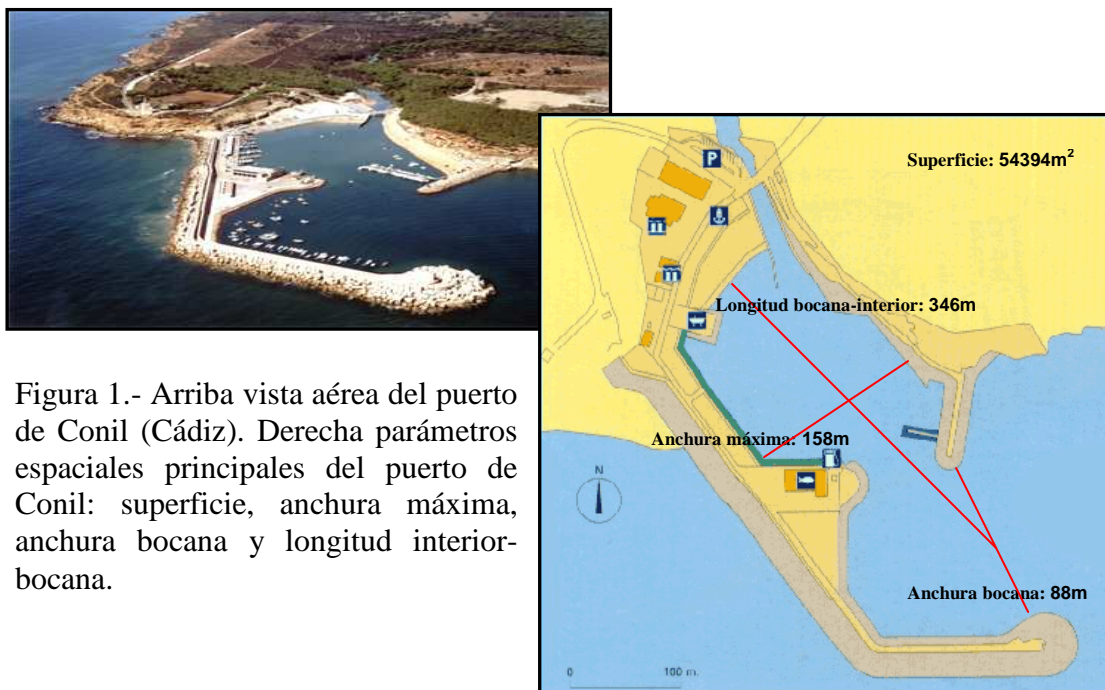 Superficie: 54394m²
Longitud bocana-interior: 346m
Anchura máxima: 158m
Anchura bocana: 88m
P
N
0 100 m.
Figura 1.- Arriba vista aérea del puerto
de Conil (Cádiz). Derecha parámetros
espaciales principales del puerto de
Conil: superficie, anchura máxima,
anchura bocana y longitud interior-
bocana.